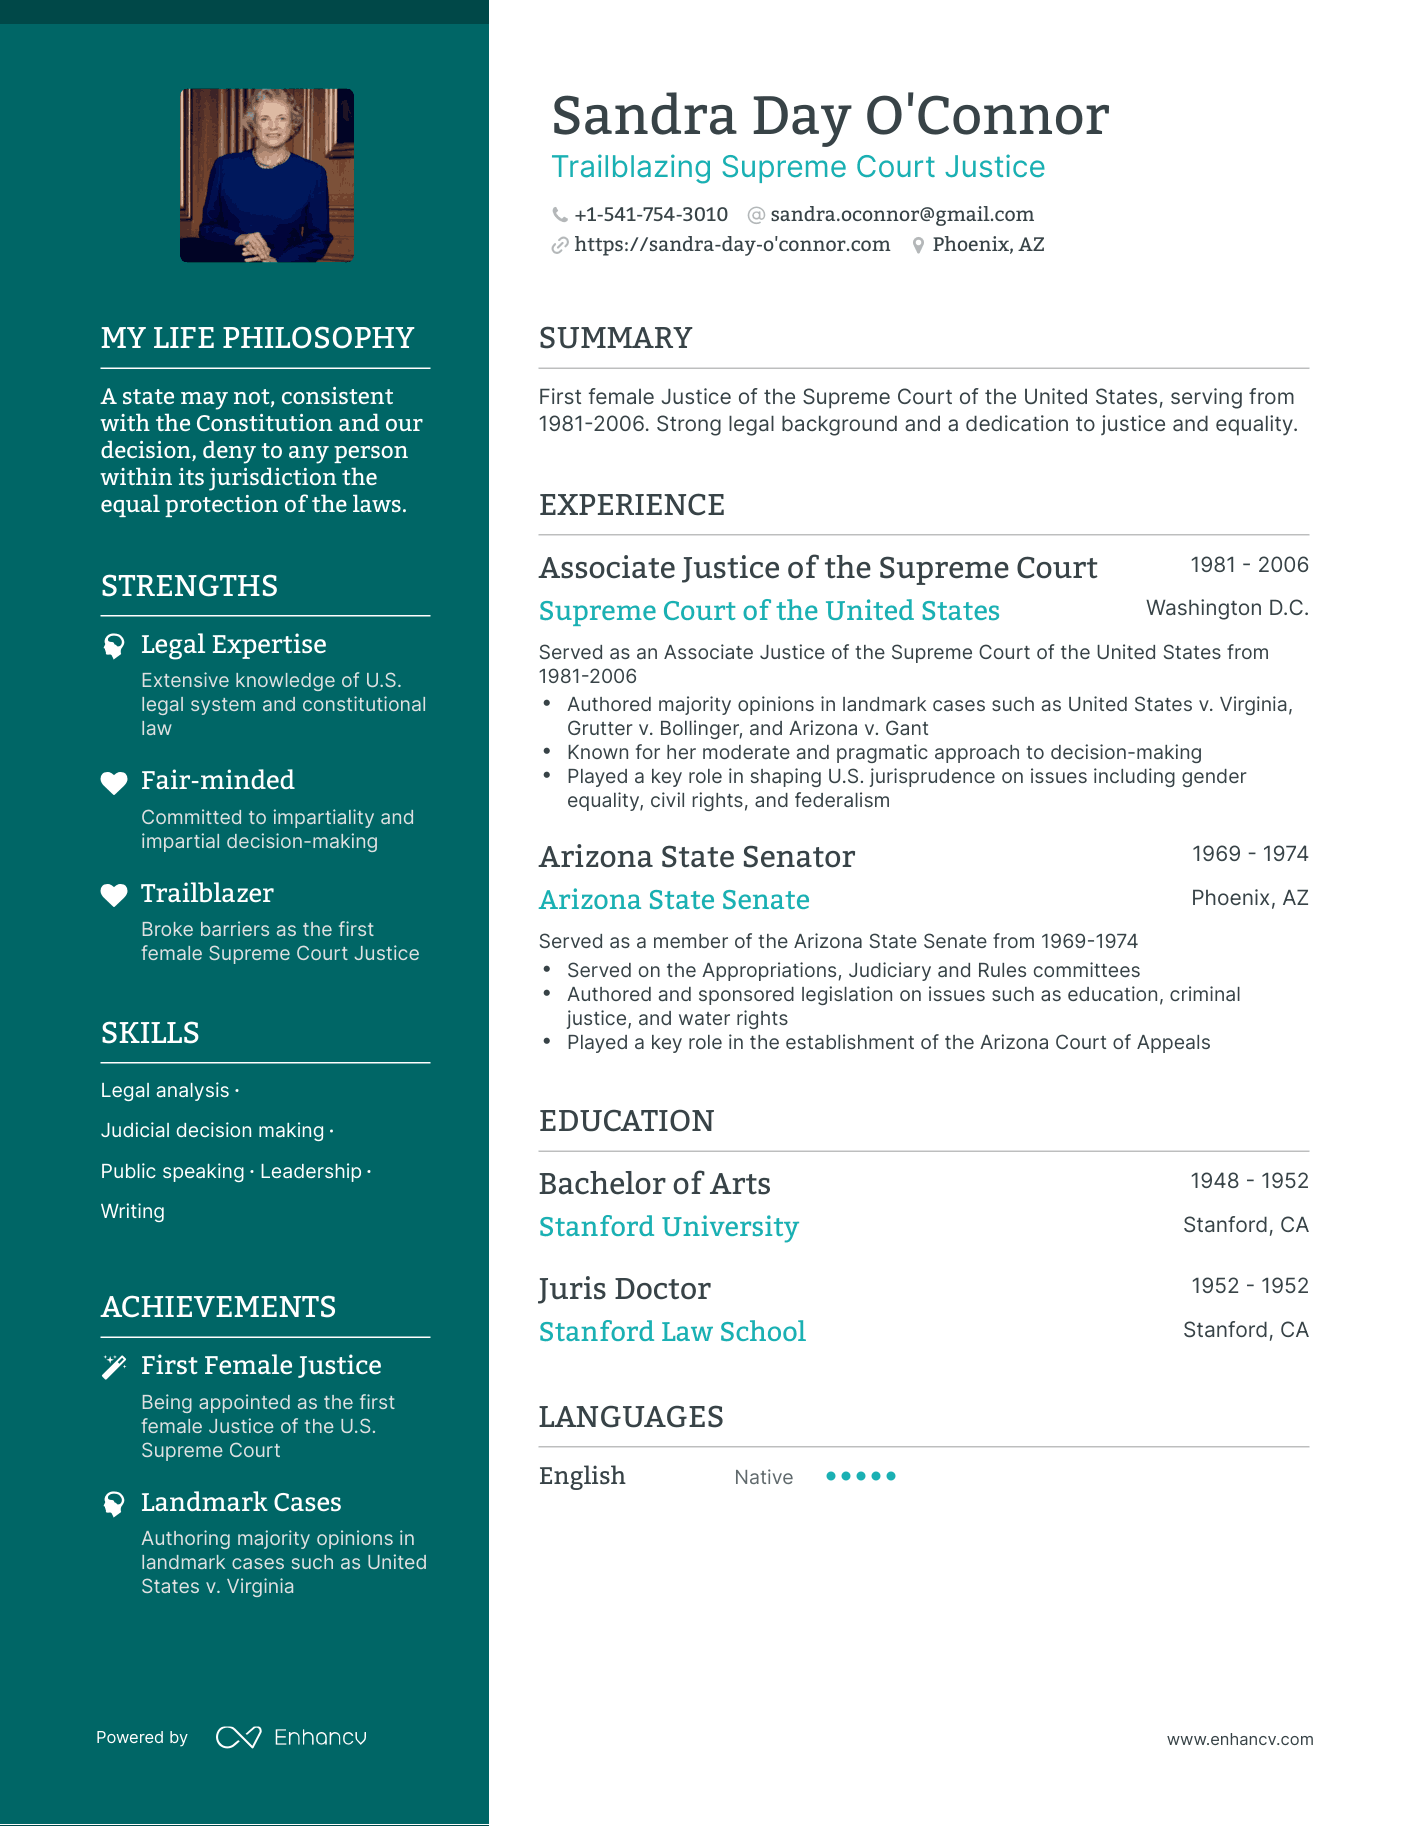 Sandra Day O'Connor
Trailblazing Supreme Court Justice
+1-541-754-3010 @ sandra.oconnor@gmail.com
https://sandra-day-o'connor.com Phoenix, AZ
MY LIFE PHILOSOPHY
A state may not, consistent
with the Constitution and our
decision, deny to any person
within its jurisdiction the
equal protection of the laws.
STRENGTHS
Legal Expertise
Extensive knowledge of U.S.
legal system and constitutional
law
Fair-minded
Committed to impartiality and
impartial decision-making
Trailblazer
Broke barriers as the first
female Supreme Court Justice
SKILLS
Legal analysis ·
Judicial decision making ·
Public speaking · Leadership ·
Writing
ACHIEVEMENTS
First Female Justice
Being appointed as the first
female Justice of the U.S.
Supreme Court
Landmark Cases
Authoring majority opinions in
landmark cases such as United
States v. Virginia
SUMMARY
First female Justice of the Supreme Court of the United States, serving from
1981-2006. Strong legal background and a dedication to justice and equality.
EXPERIENCE
Associate Justice of the Supreme Court 1981 - 2006
Supreme Court of the United States Washington D.C.
Served as an Associate Justice of the Supreme Court of the United States from
1981-2006
• Authored majority opinions in landmark cases such as United States v. Virginia,
Grutter v. Bollinger, and Arizona v. Gant
• Known for her moderate and pragmatic approach to decision-making
• Played a key role in shaping U.S. jurisprudence on issues including gender
equality, civil rights, and federalism
Arizona State Senator 1969 - 1974
Arizona State Senate Phoenix, AZ
Served as a member of the Arizona State Senate from 1969-1974
• Served on the Appropriations, Judiciary and Rules committees
• Authored and sponsored legislation on issues such as education, criminal
justice, and water rights
• Played a key role in the establishment of the Arizona Court of Appeals
EDUCATION
Bachelor of Arts 1948 - 1952
Stanford University Stanford, CA
Juris Doctor 1952 - 1952
Stanford Law School Stanford, CA
LANGUAGES
English Native
Powered by Enhancv
www.enhancv.com